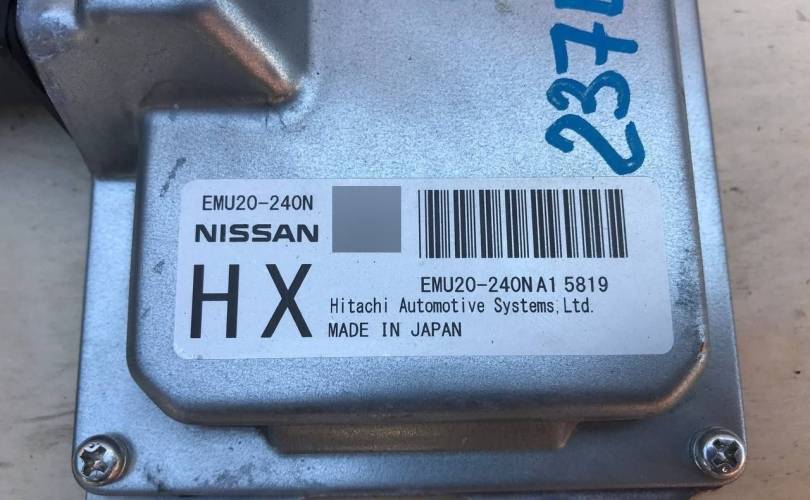 237
EMU20-240N
NISSAN
EMU20-240NA1 5819
HX
Hitachi Automotive Systems,Ltd.
MADE IN JAPAN